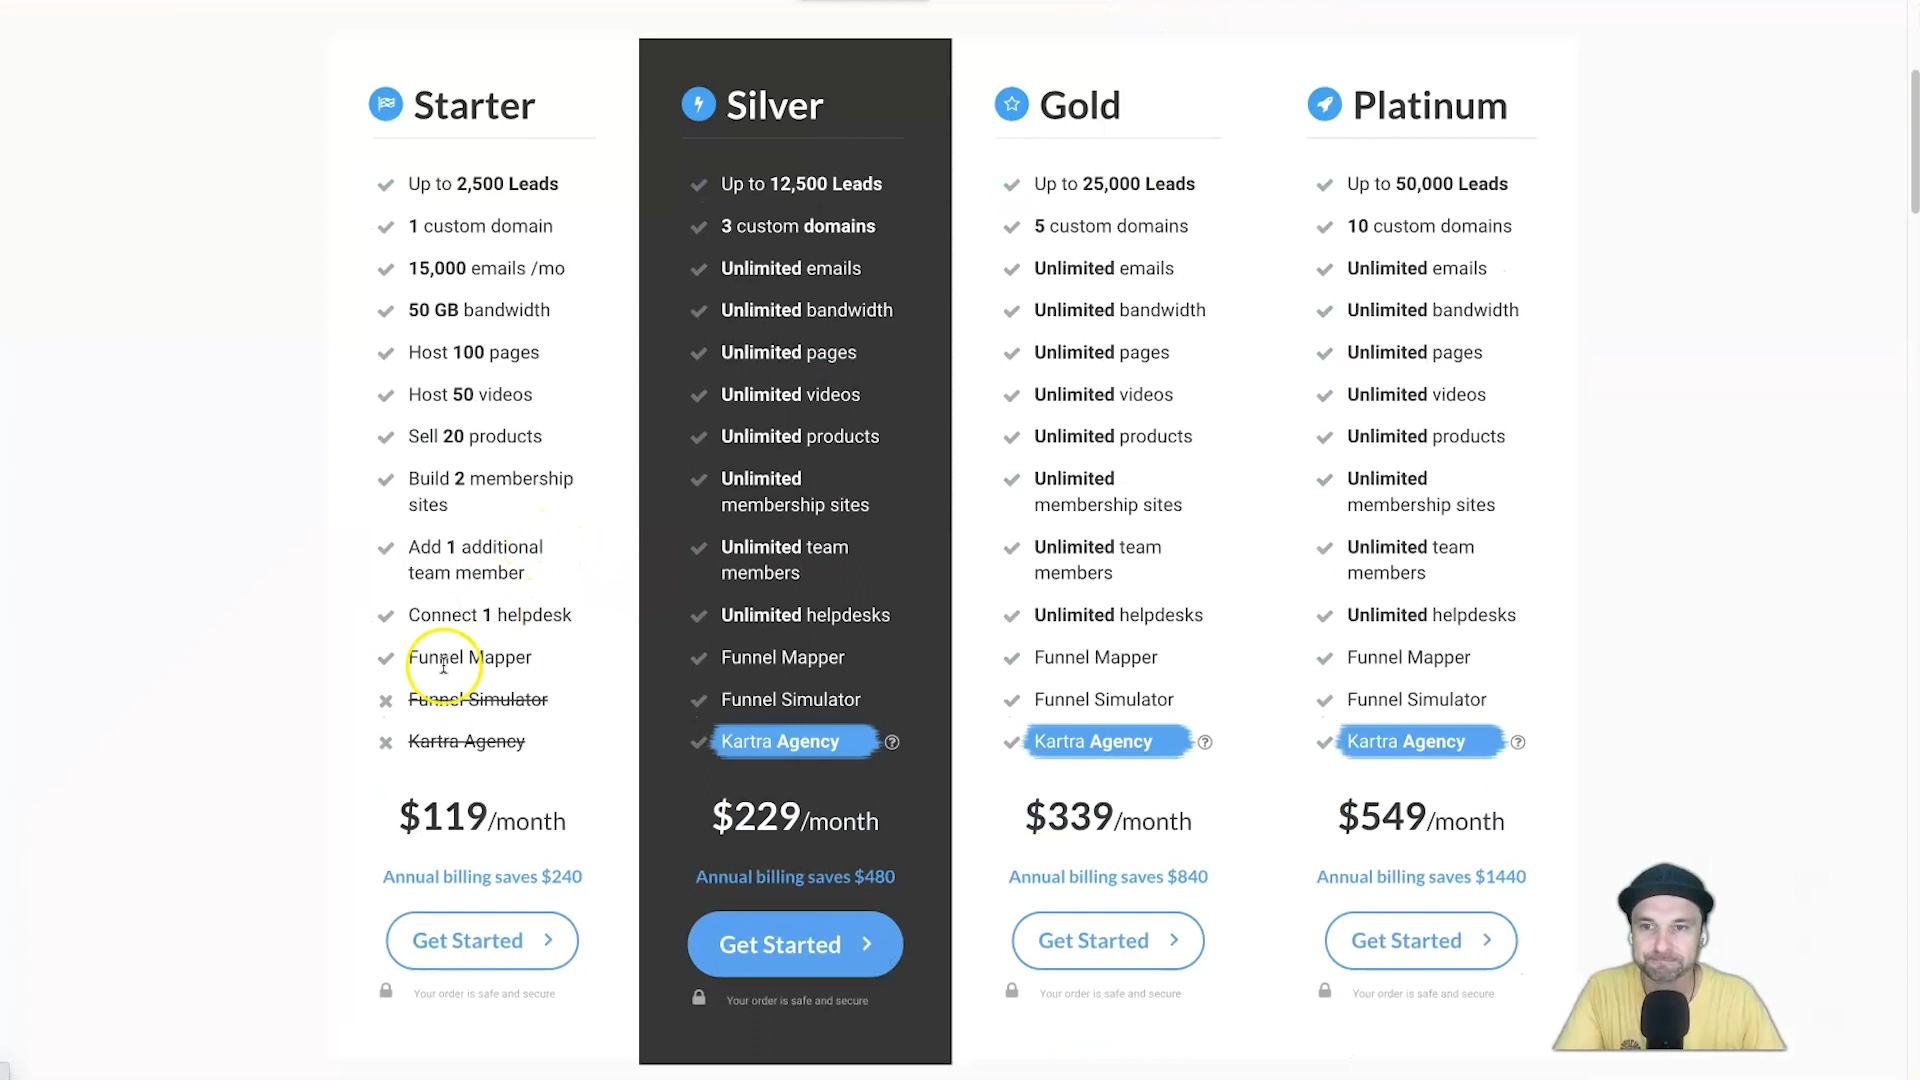 Starter
Up to 2,500 Leads
1 custom domain
15,000 emails /mo
50 GB bandwidth
Host 100 pages
Host 50 videos
Sell 20 products
Build 2 membership
sites
Add 1 additional
team member
Connect 1 helpdesk
Funnel Mapper
Funnel Simulator
Kartra Agency
$119/month
Annual billing saves $240
Get Started
Your order is safe and secure
Silver
Up to 12,500 Leads
3 custom domains
Unlimited emails
Unlimited bandwidth
Unlimited pages
Unlimited videos
Unlimited products
Unlimited
membership sites
Unlimited team
members
Unlimited helpdesks
Funnel Mapper
Funnel Simulator
Kartra Agency
$229/month
Annual billing saves $480
Get Started
Your order is safe and secure
Gold
Up to 25,000 Leads
5 custom domains
Unlimited emails
Unlimited bandwidth
Unlimited pages
Unlimited videos
Unlimited products
Unlimited
membership sites
Unlimited team
members
Unlimited helpdesks
Funnel Mapper
Funnel Simulator
Kartra Agency
$339/month
Annual billing saves $840
Get Started
Your order is safe and secure
Platinum
Up to 50,000 Leads
10 custom domains
Unlimited emails
Unlimited bandwidth
Unlimited pages
Unlimited videos
Unlimited products
Unlimited
membership sites
Unlimited team
members
Unlimited helpdesks
Funnel Mapper
Funnel Simulator
Kartra Agency
$549/month
Annual billing saves $1440
Get Started
Your order is safe and secure